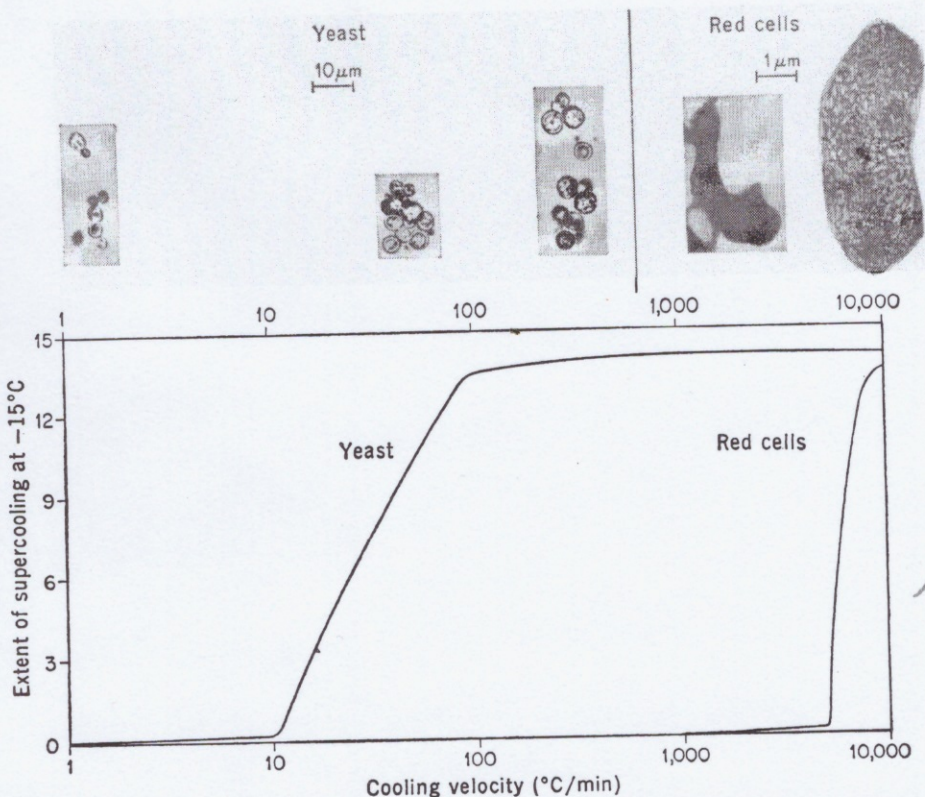 Yeast
Red cells
10 μm
1 μm
1 10 100 1,000 10,000
15
12
9
6
3
0
Extent of supercooling at −15°C
Yeast
Red cells
1 10 100 1,000 10,000
Cooling velocity (°C/min)